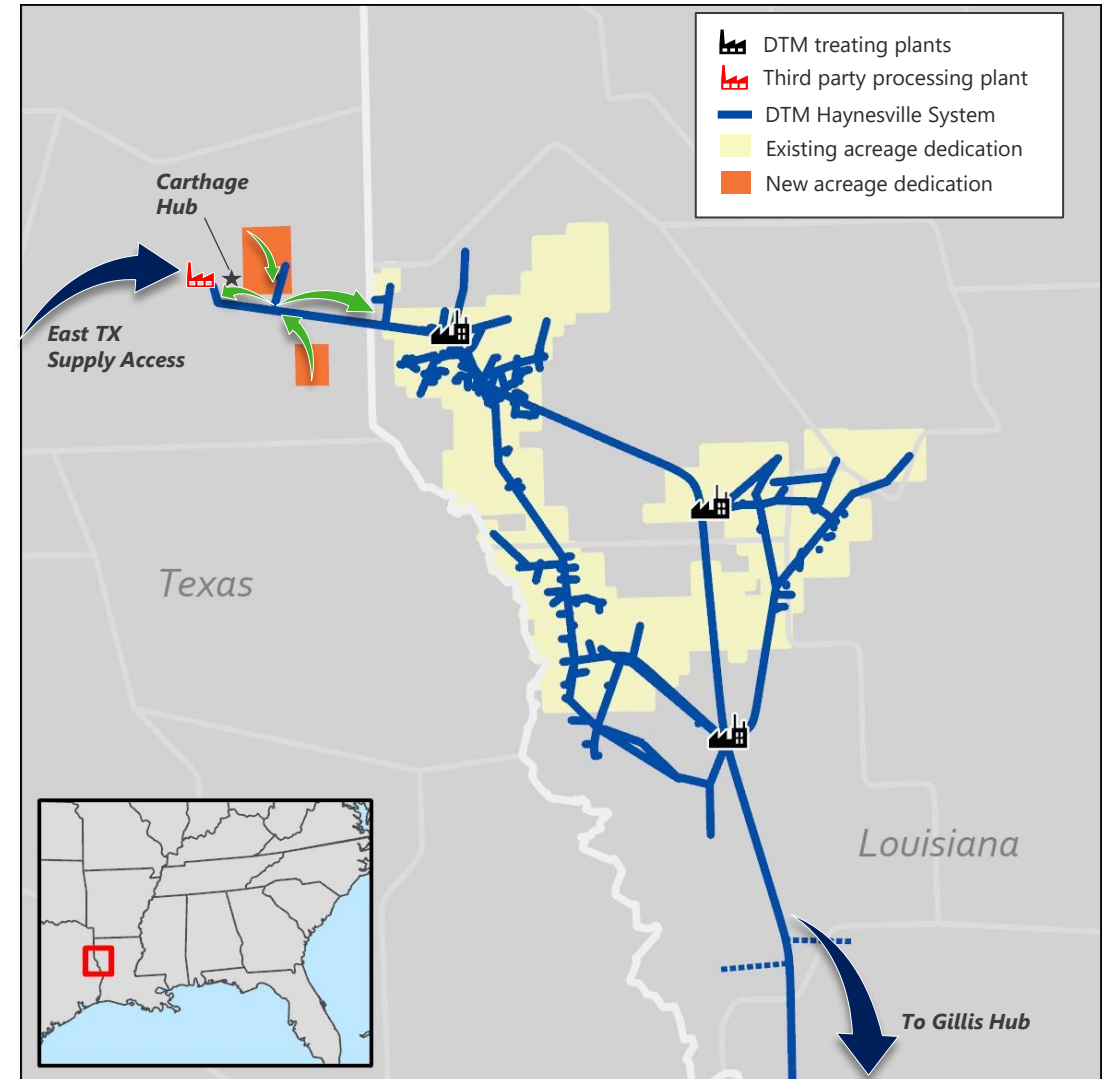 DTM treating plants
Third party processing plant
DTM Haynesville System
Existing acreage dedication
New acreage dedication
Carthage
Hub
East TX
Supply Access
Texas
Louisiana
To Gillis Hub